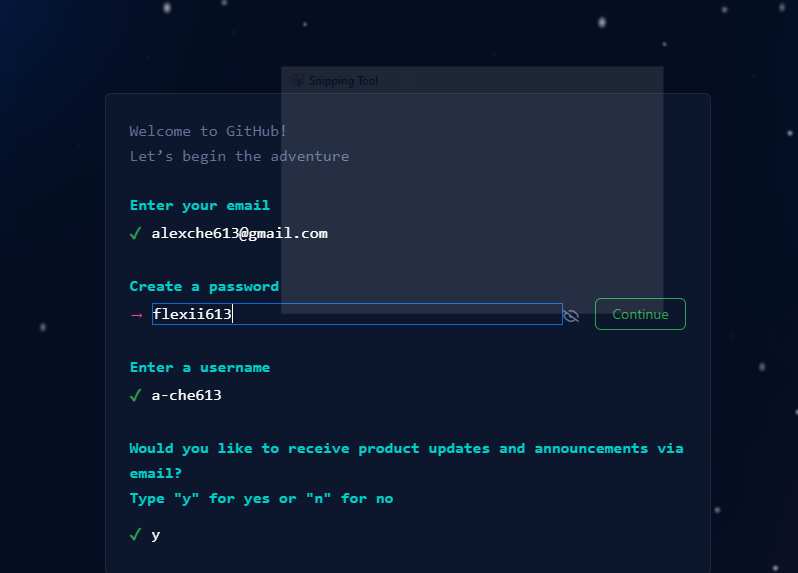 Snipping Tool
Welcome to GitHub!
Let’s begin the adventure
Enter your email
✓ alexche613@gmail.com
Create a password
→ flexii613
Continue
Enter a username
✓ a-che613
Would you like to receive product updates and announcements via
email?
Type "y" for yes or "n" for no
✓ y